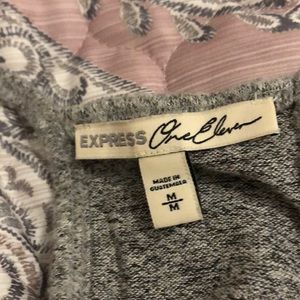 EXPRESS One Eleven
MADE IN
GUATEMALA
M
M